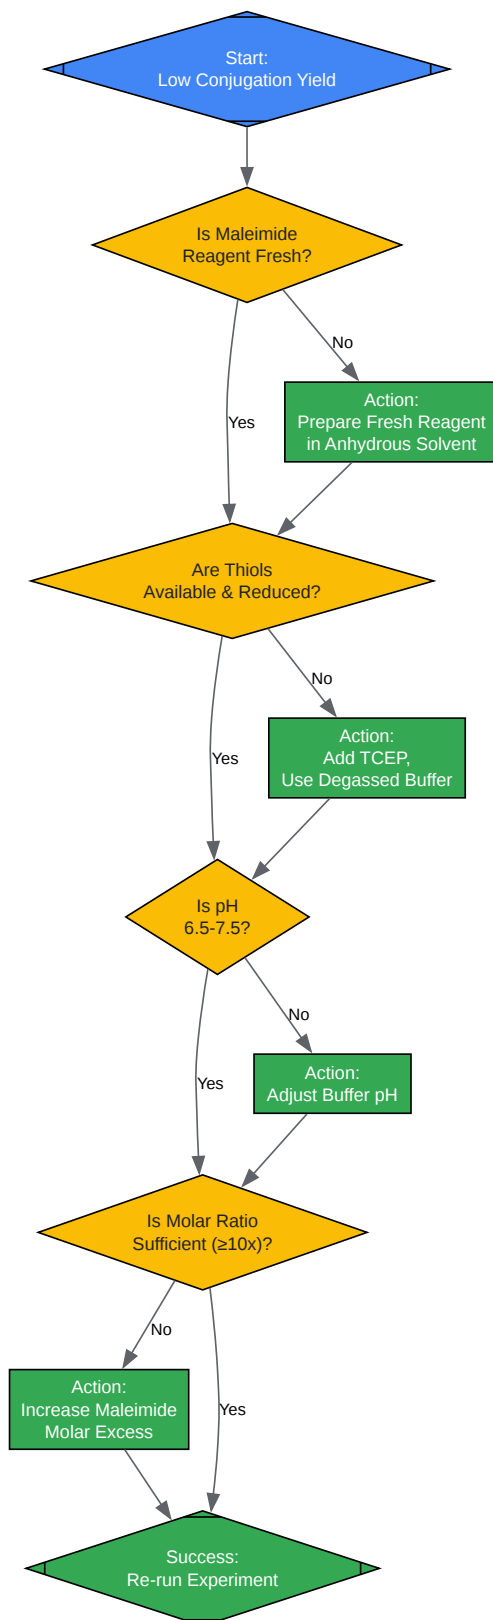 Start:
Low Conjugation Yield
Is Maleimide
Reagent Fresh?
No
Yes
Action:
Prepare Fresh Reagent
in Anhydrous Solvent
Are Thiols
Available & Reduced?
No
Yes
Action:
Add TCEP,
Use Degassed Buffer
Is pH
6.5-7.5?
No
Yes
Action:
Adjust Buffer pH
Is Molar Ratio
Sufficient (≥10x)?
No
Yes
Action:
Increase Maleimide
Molar Excess
Success:
Re-run Experiment